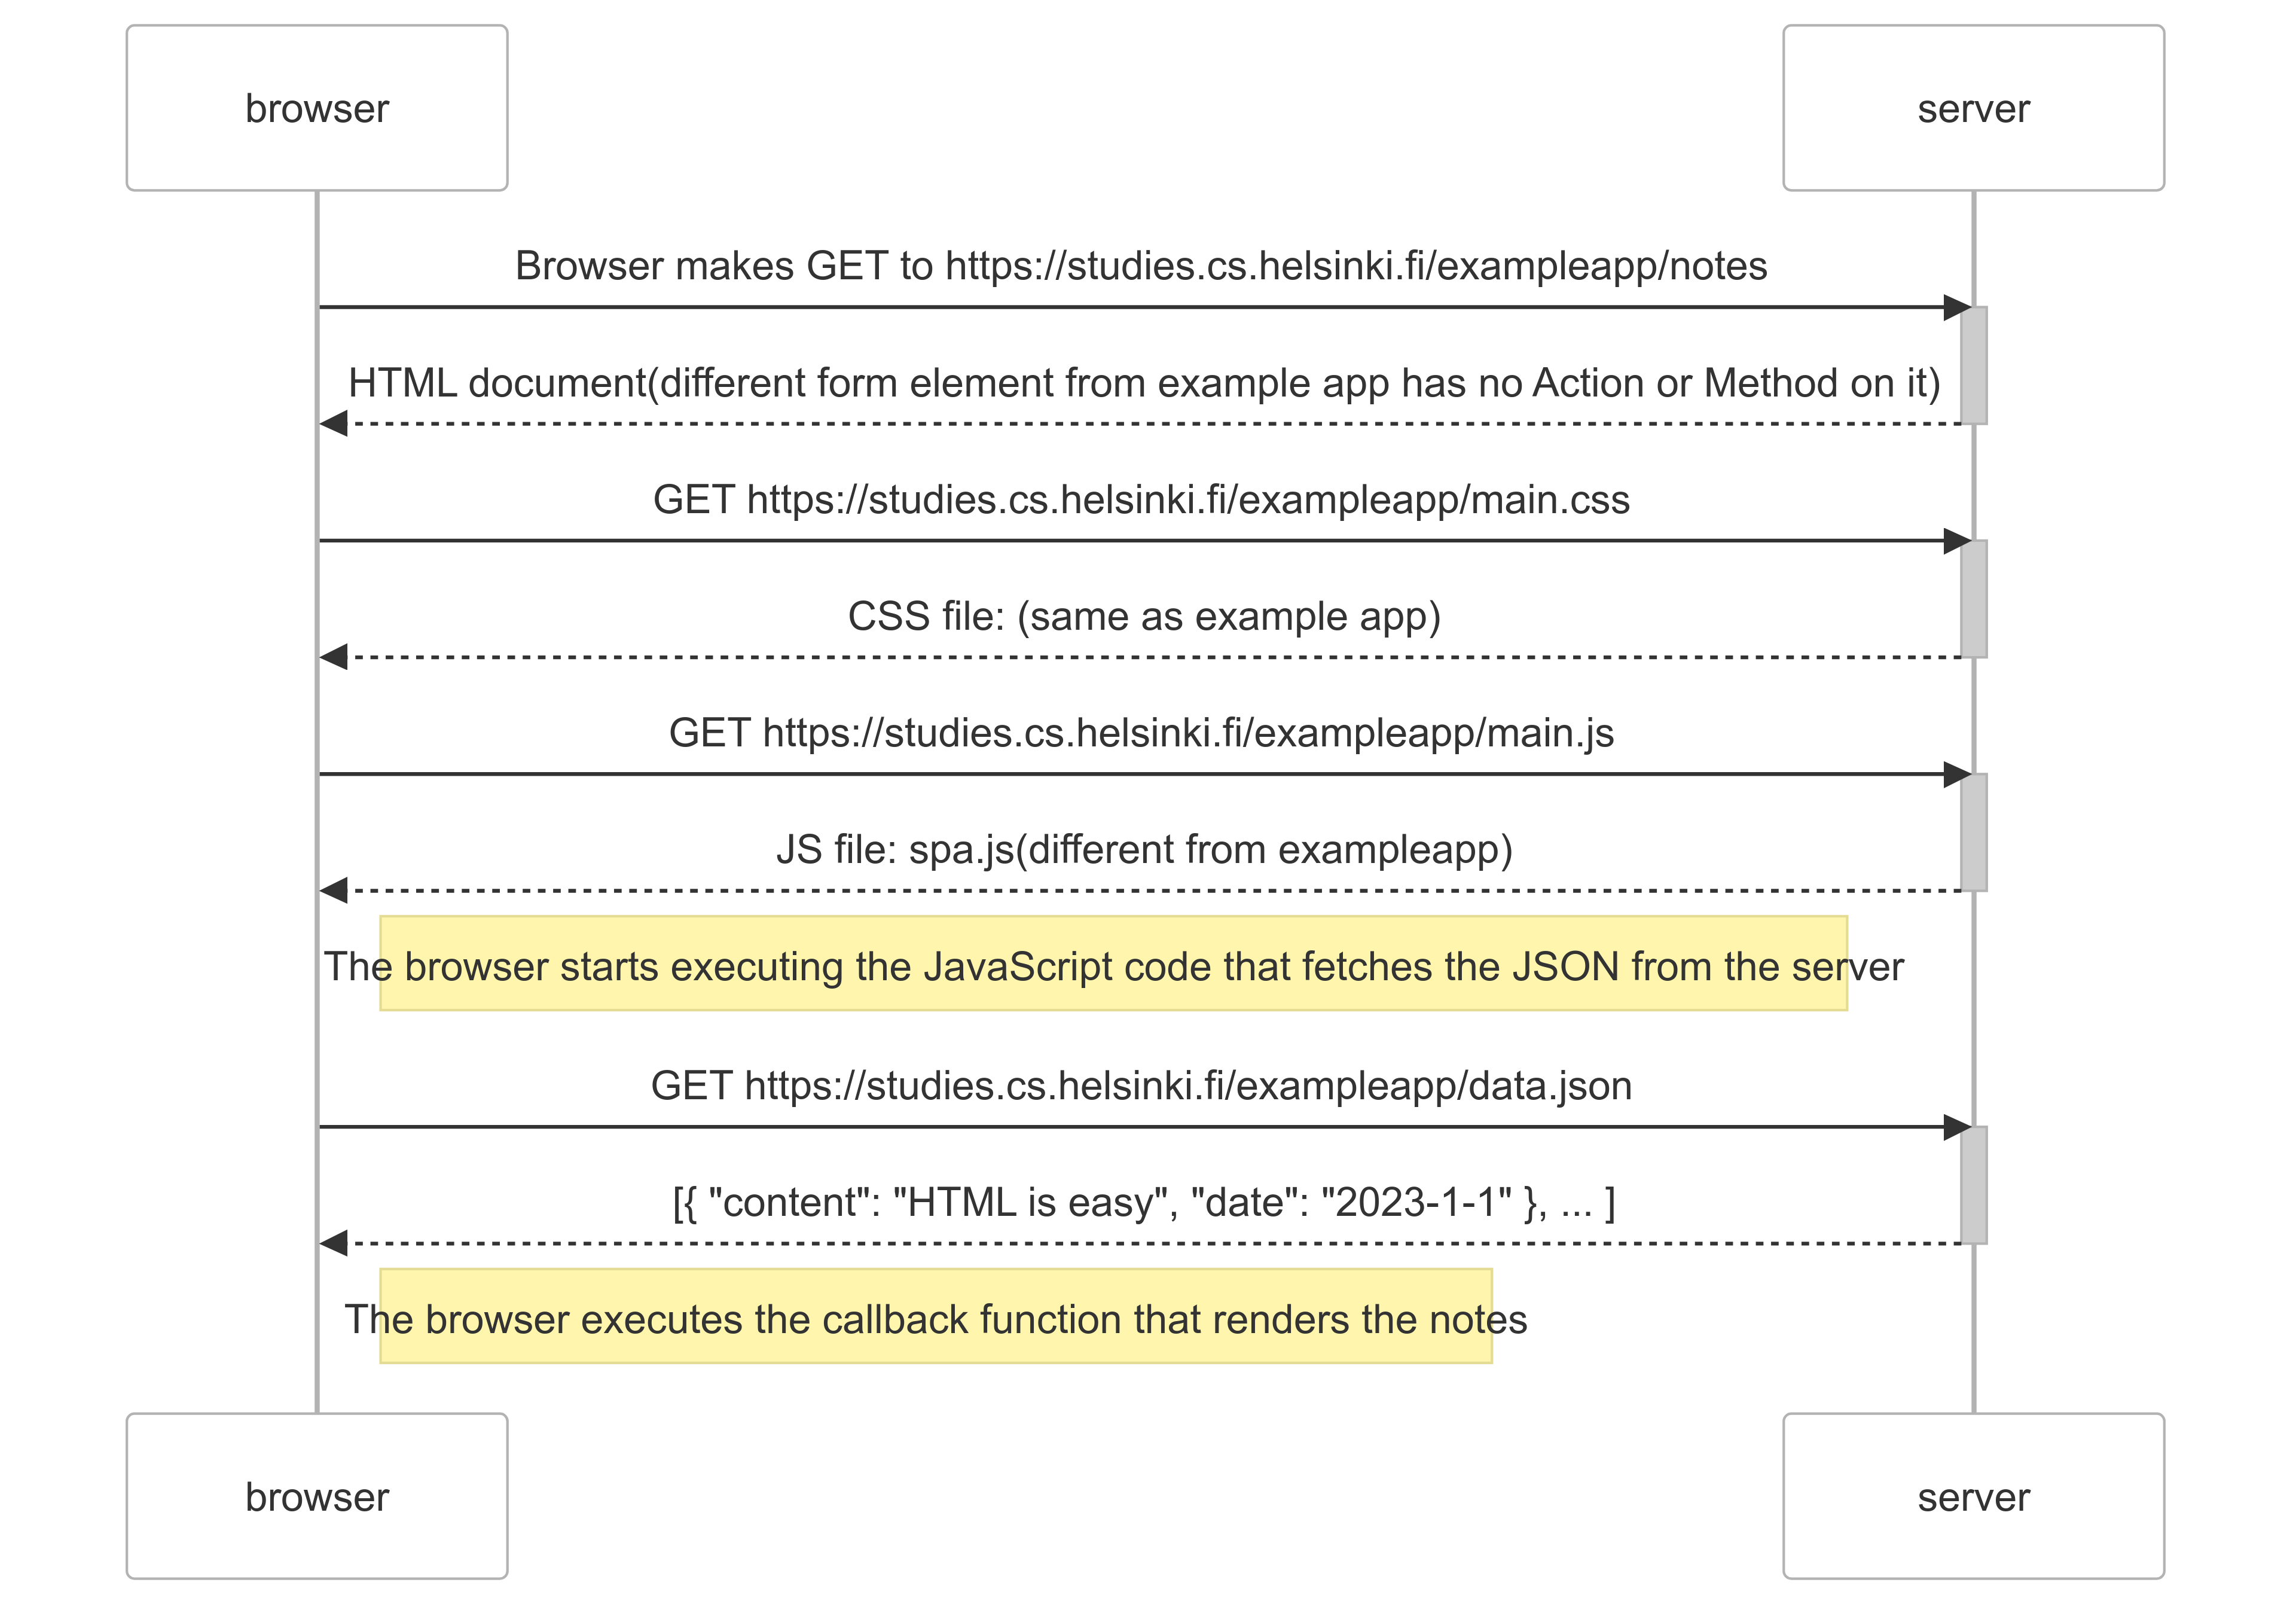 browser
server
Browser makes GET to https://studies.cs.helsinki.fi/exampleapp/notes
HTML document(different form element from example app has no Action or Method on it)
GET https://studies.cs.helsinki.fi/exampleapp/main.css
CSS file: (same as example app)
GET https://studies.cs.helsinki.fi/exampleapp/main.js
JS file: spa.js(different from exampleapp)
The browser starts executing the JavaScript code that fetches the JSON from the server
GET https://studies.cs.helsinki.fi/exampleapp/data.json
[{ "content": "HTML is easy", "date": "2023-1-1" }, ... ]
The browser executes the callback function that renders the notes
browser
server